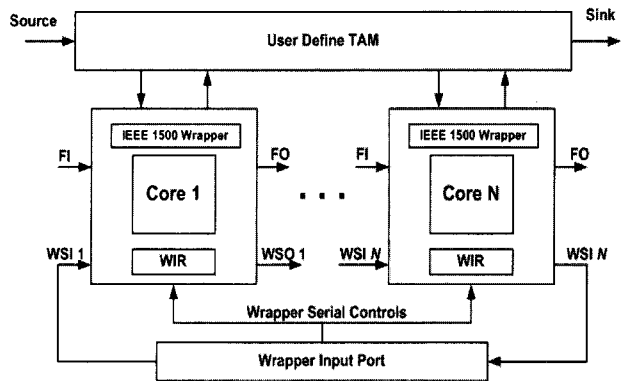 Source
User Define TAM
Sink
IEEE 1500 Wrapper
IEEE 1500 Wrapper
FI
FO
FI
FO
Core 1
. . .
Core N
WSI 1
WIR
WSO 1
WSI N
WIR
WSI N
Wrapper Serial Controls
Wrapper Input Port